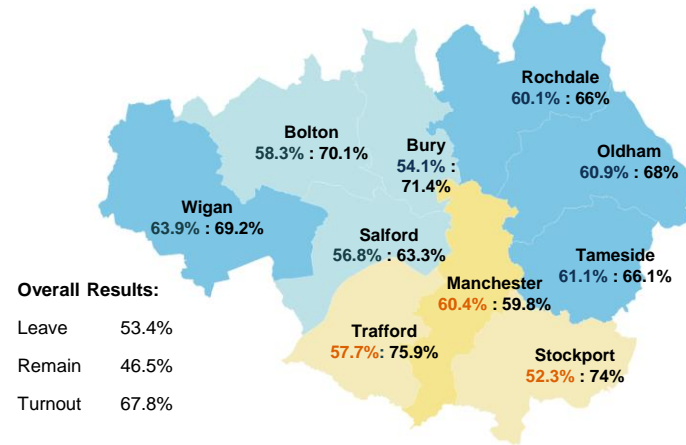 Rochdale
60.1% : 66%
Bolton
58.3% : 70.1%
Bury
54.1% :
71.4%
Oldham
60.9% : 68%
Wigan
63.9% : 69.2%
Salford
56.8% : 63.3%
Tameside
61.1% : 66.1%
Manchester
60.4% : 59.8%
Trafford
57.7%: 75.9%
Stockport
52.3% : 74%
Overall Results:
Leave 53.4%
Remain 46.5%
Turnout 67.8%